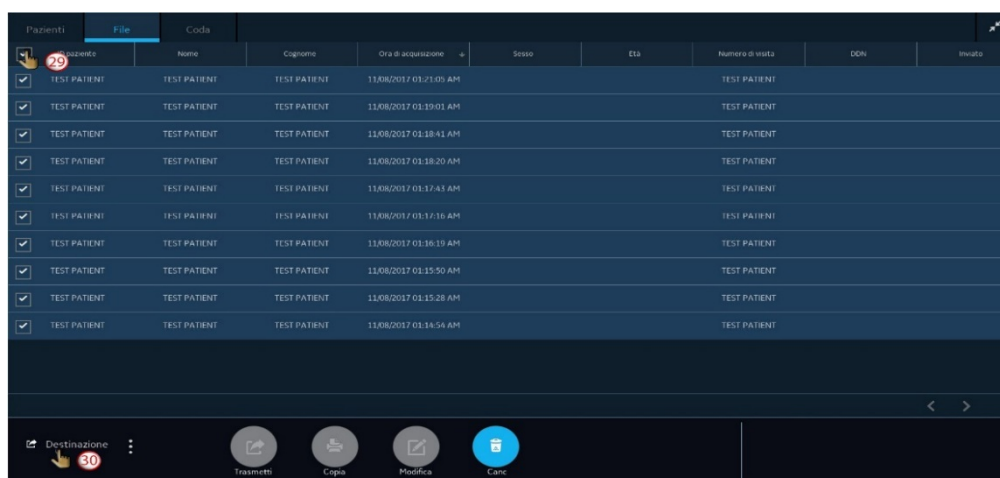 Pazienti File Coda
paziente Nome Cognome Ora di acquisizione Sesso Età Numero di visita DDN Inviato
29
TEST PATIENT TEST PATIENT TEST PATIENT 11/08/2017 01:21:05 AM TEST PATIENT
TEST PATIENT TEST PATIENT TEST PATIENT 11/08/2017 01:19:01 AM TEST PATIENT
TEST PATIENT TEST PATIENT TEST PATIENT 11/08/2017 01:18:41 AM TEST PATIENT
TEST PATIENT TEST PATIENT TEST PATIENT 11/08/2017 01:18:20 AM TEST PATIENT
TEST PATIENT TEST PATIENT TEST PATIENT 11/08/2017 01:17:43 AM TEST PATIENT
TEST PATIENT TEST PATIENT TEST PATIENT 11/08/2017 01:17:16 AM TEST PATIENT
TEST PATIENT TEST PATIENT TEST PATIENT 11/08/2017 01:16:19 AM TEST PATIENT
TEST PATIENT TEST PATIENT TEST PATIENT 11/08/2017 01:15:50 AM TEST PATIENT
TEST PATIENT TEST PATIENT TEST PATIENT 11/08/2017 01:15:28 AM TEST PATIENT
TEST PATIENT TEST PATIENT TEST PATIENT 11/08/2017 01:14:54 AM TEST PATIENT
Destinazione
30
Trasmetti Copia Modifica Canc